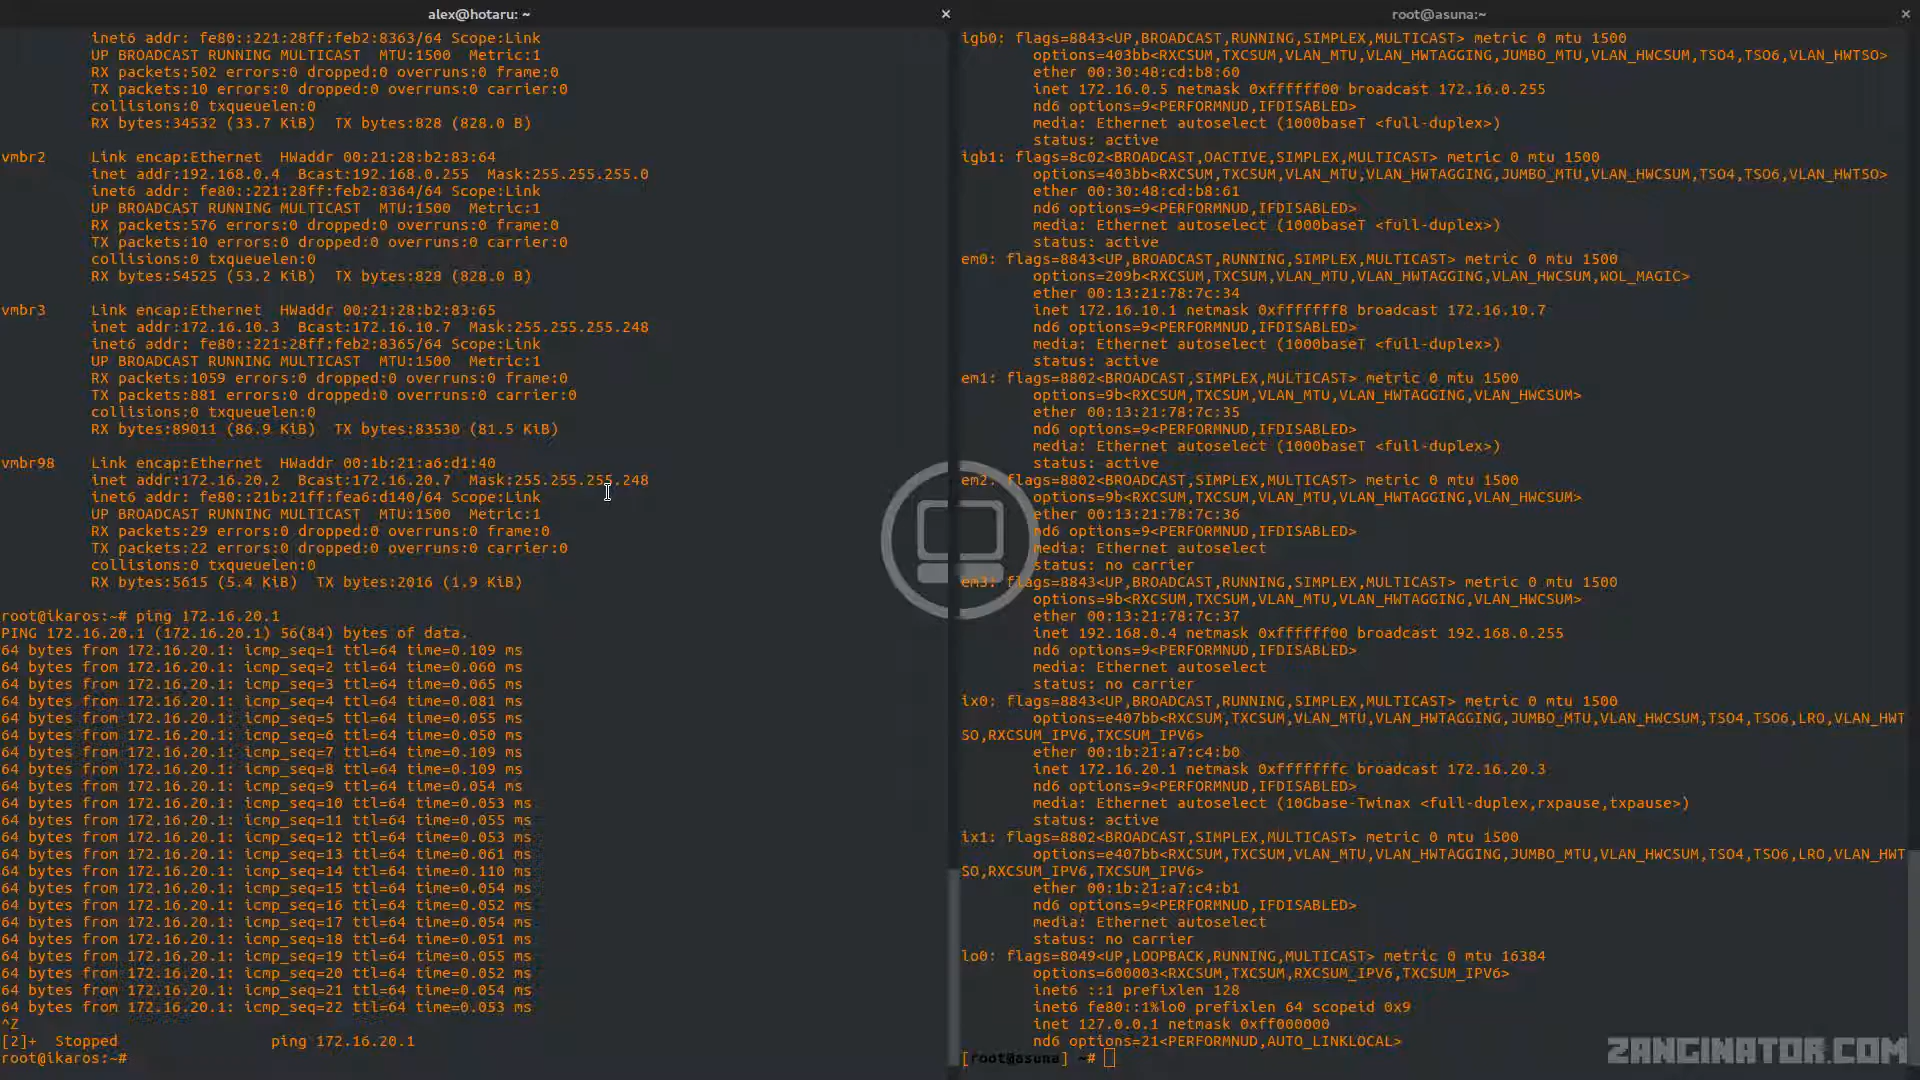 alex@hotaru: ~
inet6 addr: fe80::221:28ff:feb2:8363/64 Scope:Link
UP BROADCAST RUNNING MULTICAST  MTU:1500  Metric:1
RX packets:502 errors:0 dropped:0 overruns:0 frame:0
TX packets:10 errors:0 dropped:0 overruns:0 carrier:0
collisions:0 txqueuelen:0
RX bytes:34532 (33.7 KiB)  TX bytes:828 (828.0 B)
vmbr2     Link encap:Ethernet  HWaddr 00:21:28:b2:83:64
inet addr:192.168.0.4  Bcast:192.168.0.255  Mask:255.255.255.0
inet6 addr: fe80::221:28ff:feb2:8364/64 Scope:Link
UP BROADCAST RUNNING MULTICAST  MTU:1500  Metric:1
RX packets:576 errors:0 dropped:0 overruns:0 frame:0
TX packets:10 errors:0 dropped:0 overruns:0 carrier:0
collisions:0 txqueuelen:0
RX bytes:54525 (53.2 KiB)  TX bytes:828 (828.0 B)
vmbr3     Link encap:Ethernet  HWaddr 00:21:28:b2:83:65
inet addr:172.16.10.3  Bcast:172.16.10.7  Mask:255.255.255.248
inet6 addr: fe80::221:28ff:feb2:8365/64 Scope:Link
UP BROADCAST RUNNING MULTICAST  MTU:1500  Metric:1
RX packets:1059 errors:0 dropped:0 overruns:0 frame:0
TX packets:881 errors:0 dropped:0 overruns:0 carrier:0
collisions:0 txqueuelen:0
RX bytes:89011 (86.9 KiB)  TX bytes:83530 (81.5 KiB)
vmbr98    Link encap:Ethernet  HWaddr 00:1b:21:a6:d1:40
inet addr:172.16.20.2  Bcast:172.16.20.7  Mask:255.255.255.248
inet6 addr: fe80::21b:21ff:fea6:d140/64 Scope:Link
UP BROADCAST RUNNING MULTICAST  MTU:1500  Metric:1
RX packets:29 errors:0 dropped:0 overruns:0 frame:0
TX packets:22 errors:0 dropped:0 overruns:0 carrier:0
collisions:0 txqueuelen:0
RX bytes:5615 (5.4 KiB)  TX bytes:2016 (1.9 KiB)
root@ikaros:~# ping 172.16.20.1
PING 172.16.20.1 (172.16.20.1) 56(84) bytes of data.
64 bytes from 172.16.20.1: icmp_seq=1 ttl=64 time=0.109 ms
64 bytes from 172.16.20.1: icmp_seq=2 ttl=64 time=0.060 ms
64 bytes from 172.16.20.1: icmp_seq=3 ttl=64 time=0.065 ms
64 bytes from 172.16.20.1: icmp_seq=4 ttl=64 time=0.081 ms
64 bytes from 172.16.20.1: icmp_seq=5 ttl=64 time=0.055 ms
64 bytes from 172.16.20.1: icmp_seq=6 ttl=64 time=0.050 ms
64 bytes from 172.16.20.1: icmp_seq=7 ttl=64 time=0.109 ms
64 bytes from 172.16.20.1: icmp_seq=8 ttl=64 time=0.109 ms
64 bytes from 172.16.20.1: icmp_seq=9 ttl=64 time=0.054 ms
64 bytes from 172.16.20.1: icmp_seq=10 ttl=64 time=0.053 ms
64 bytes from 172.16.20.1: icmp_seq=11 ttl=64 time=0.055 ms
64 bytes from 172.16.20.1: icmp_seq=12 ttl=64 time=0.053 ms
64 bytes from 172.16.20.1: icmp_seq=13 ttl=64 time=0.061 ms
64 bytes from 172.16.20.1: icmp_seq=14 ttl=64 time=0.110 ms
64 bytes from 172.16.20.1: icmp_seq=15 ttl=64 time=0.054 ms
64 bytes from 172.16.20.1: icmp_seq=16 ttl=64 time=0.052 ms
64 bytes from 172.16.20.1: icmp_seq=17 ttl=64 time=0.054 ms
64 bytes from 172.16.20.1: icmp_seq=18 ttl=64 time=0.051 ms
64 bytes from 172.16.20.1: icmp_seq=19 ttl=64 time=0.055 ms
64 bytes from 172.16.20.1: icmp_seq=20 ttl=64 time=0.052 ms
64 bytes from 172.16.20.1: icmp_seq=21 ttl=64 time=0.054 ms
64 bytes from 172.16.20.1: icmp_seq=22 ttl=64 time=0.053 ms
^Z
[2]+  Stopped                 ping 172.16.20.1
root@ikaros:~#
root@asuna:~
igb0: flags=8843<UP,BROADCAST,RUNNING,SIMPLEX,MULTICAST> metric 0 mtu 1500
options=403bb<RXCSUM,TXCSUM,VLAN_MTU,VLAN_HWTAGGING,JUMBO_MTU,VLAN_HWCSUM,TSO4,TSO6,VLAN_HWTSO>
ether 00:30:48:cd:b8:60
inet 172.16.0.5 netmask 0xffffff00 broadcast 172.16.0.255
nd6 options=9<PERFORMNUD,IFDISABLED>
media: Ethernet autoselect (1000baseT <full-duplex>)
status: active
igb1: flags=8c02<BROADCAST,OACTIVE,SIMPLEX,MULTICAST> metric 0 mtu 1500
options=403bb<RXCSUM,TXCSUM,VLAN_MTU,VLAN_HWTAGGING,JUMBO_MTU,VLAN_HWCSUM,TSO4,TSO6,VLAN_HWTSO>
ether 00:30:48:cd:b8:61
nd6 options=9<PERFORMNUD,IFDISABLED>
media: Ethernet autoselect (1000baseT <full-duplex>)
status: active
em0: flags=8843<UP,BROADCAST,RUNNING,SIMPLEX,MULTICAST> metric 0 mtu 1500
options=209b<RXCSUM,TXCSUM,VLAN_MTU,VLAN_HWTAGGING,VLAN_HWCSUM,WOL_MAGIC>
ether 00:13:21:78:7c:34
inet 172.16.10.1 netmask 0xfffffff8 broadcast 172.16.10.7
nd6 options=9<PERFORMNUD,IFDISABLED>
media: Ethernet autoselect (1000baseT <full-duplex>)
status: active
em1: flags=8802<BROADCAST,SIMPLEX,MULTICAST> metric 0 mtu 1500
options=9b<RXCSUM,TXCSUM,VLAN_MTU,VLAN_HWTAGGING,VLAN_HWCSUM>
ether 00:13:21:78:7c:35
nd6 options=9<PERFORMNUD,IFDISABLED>
media: Ethernet autoselect (1000baseT <full-duplex>)
status: active
em2: flags=8802<BROADCAST,SIMPLEX,MULTICAST> metric 0 mtu 1500
options=9b<RXCSUM,TXCSUM,VLAN_MTU,VLAN_HWTAGGING,VLAN_HWCSUM>
ether 00:13:21:78:7c:36
nd6 options=9<PERFORMNUD,IFDISABLED>
media: Ethernet autoselect
status: no carrier
em3: flags=8843<UP,BROADCAST,RUNNING,SIMPLEX,MULTICAST> metric 0 mtu 1500
options=9b<RXCSUM,TXCSUM,VLAN_MTU,VLAN_HWTAGGING,VLAN_HWCSUM>
ether 00:13:21:78:7c:37
inet 192.168.0.4 netmask 0xffffff00 broadcast 192.168.0.255
nd6 options=9<PERFORMNUD,IFDISABLED>
media: Ethernet autoselect
status: no carrier
ix0: flags=8843<UP,BROADCAST,RUNNING,SIMPLEX,MULTICAST> metric 0 mtu 1500
options=e407bb<RXCSUM,TXCSUM,VLAN_MTU,VLAN_HWTAGGING,JUMBO_MTU,VLAN_HWCSUM,TSO4,TSO6,LRO,VLAN_HWT
SO,RXCSUM_IPV6,TXCSUM_IPV6>
ether 00:1b:21:a7:c4:b0
inet 172.16.20.1 netmask 0xfffffffc broadcast 172.16.20.3
nd6 options=9<PERFORMNUD,IFDISABLED>
media: Ethernet autoselect (10Gbase-Twinax <full-duplex,rxpause,txpause>)
status: active
ix1: flags=8802<BROADCAST,SIMPLEX,MULTICAST> metric 0 mtu 1500
options=e407bb<RXCSUM,TXCSUM,VLAN_MTU,VLAN_HWTAGGING,JUMBO_MTU,VLAN_HWCSUM,TSO4,TSO6,LRO,VLAN_HWT
SO,RXCSUM_IPV6,TXCSUM_IPV6>
ether 00:1b:21:a7:c4:b1
nd6 options=9<PERFORMNUD,IFDISABLED>
media: Ethernet autoselect
status: no carrier
lo0: flags=8049<UP,LOOPBACK,RUNNING,MULTICAST> metric 0 mtu 16384
options=600003<RXCSUM,TXCSUM,RXCSUM_IPV6,TXCSUM_IPV6>
inet6 ::1 prefixlen 128
inet6 fe80::1%lo0 prefixlen 64 scopeid 0x9
inet 127.0.0.1 netmask 0xff000000
nd6 options=21<PERFORMNUD,AUTO_LINKLOCAL>
[root@asuna] ~#
ZANGINATOR.COM